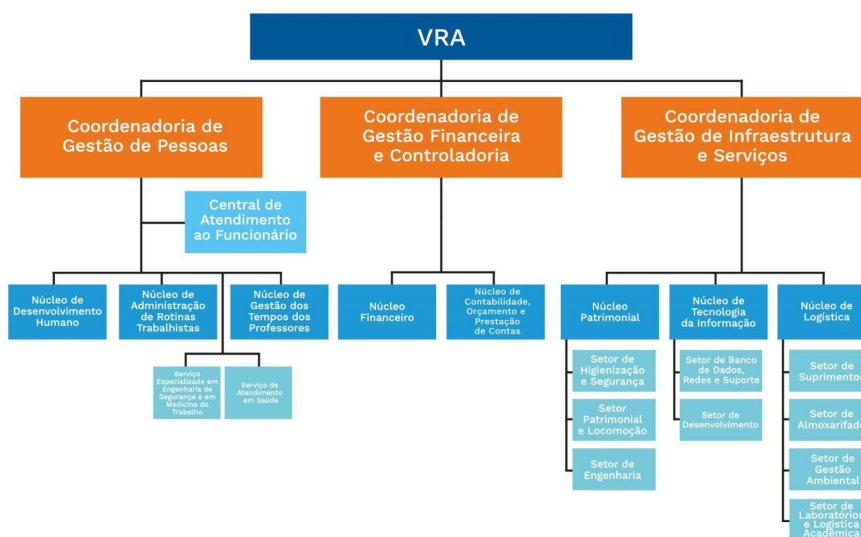 VRA
Coordenadoria de
Gestão de Pessoas
Coordenadoria de
Gestão Financeira
e Controladoria
Coordenadoria de
Gestão de Infraestrutura
e Serviços
Central de
Atendimento
ao Funcionário
Núcleo de
Desenvolvimento
Humano
Núcleo de
Administração
de Rotinas
Trabalhistas
Núcleo de
Gestão dos
Tempos dos
Professores
Núcleo
Financeiro
Núcleo de
Contabilidade,
Orçamento e
Prestação
de Contas
Núcleo
Patrimonial
Núcleo de
Tecnologia
da Informação
Núcleo de
Logística
Serviço
Especializado em
Engenharia de
Segurança e em
Medicina do
Trabalho
Serviço de
Atendimento
em Saúde
Setor de
Higienização
e Segurança
Setor
Patrimonial
e Locomoção
Setor de
Engenharia
Setor de Banco
de Dados,
Redes e Suporte
Setor de
Desenvolvimento
Setor de
Suprimentos
Setor de
Almoxarifado
Setor de
Gestão
Ambiental
Setor de
Laboratórios
e Logística
Acadêmica